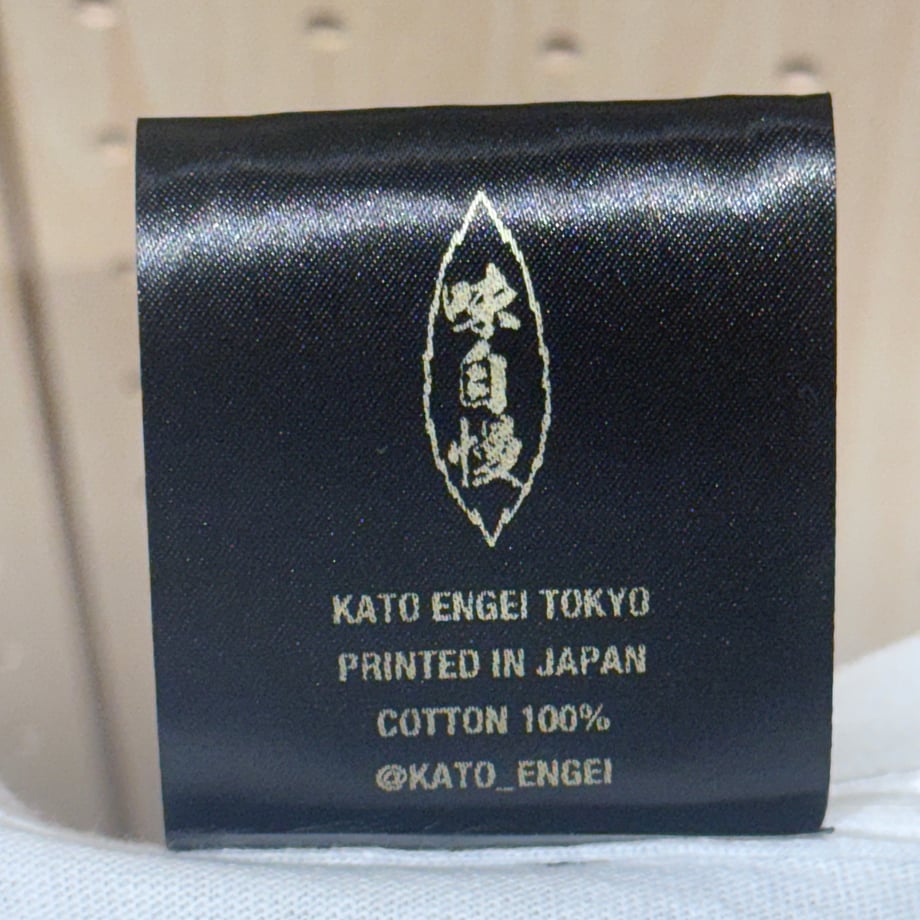 味自慢
KATO ENGEI TOKYO
PRINTED IN JAPAN
COTTON 100%
@KATO_ENGEI